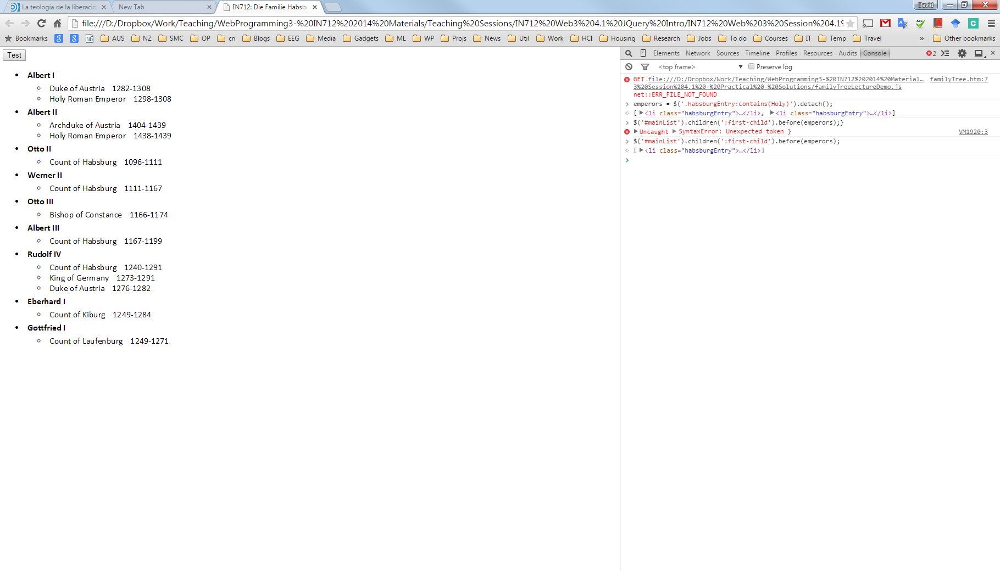 La teología de la liberació
New Tab
IN712: Die Familie Habsbu
David
file:///D:/Dropbox/Work/Teaching/WebProgramming3-%20IN712%202014%20Materials/Teaching%20Sessions/IN712%20Web3%204.1%20JQuery%20Intro/IN712%20Web%203%20Session%204.1%
Bookmarks
AUS
NZ
SMC
OP
cn
Blogs
EEG
Media
Gadgets
ML
WP
Projs
News
Util
Work
HCI
Housing
Research
Jobs
To do
Courses
IT
Temp
Travel
»
Other bookmarks
Test
Albert I
Duke of Austria 1282-1308
Holy Roman Emperor 1298-1308
Albert II
Archduke of Austria 1404-1439
Holy Roman Emperor 1438-1439
Otto II
Count of Habsburg 1096-1111
Werner II
Count of Habsburg 1111-1167
Otto III
Bishop of Constance 1166-1174
Albert III
Count of Habsburg 1167-1199
Rudolf IV
Count of Habsburg 1240-1291
King of Germany 1273-1291
Duke of Austria 1276-1282
Eberhard I
Count of Kiburg 1249-1284
Gottfried I
Count of Laufenburg 1249-1271
Elements Network Sources Timeline Profiles Resources Audits Console 2
<top frame> Preserve log
GET file:///D:/Dropbox/Work/Teaching/WebProgramming3-%20IN712%202014%20Material… familyTree.htm:7
3%20Session%204.1%20-%20Practical%20-%20Solutions/familyTreeLectureDemo.js
net::ERR_FILE_NOT_FOUND
emperors = $('.habsburgEntry:contains(Holy)').detach();
[<li class="habsburgEntry">…</li>, <li class="habsburgEntry">…</li>]
$('#mainList').children(':first-child').before(emperors);}
Uncaught SyntaxError: Unexpected token } VM1920:3
$('#mainList').children(':first-child').before(emperors);
[<li class="habsburgEntry">…</li>]